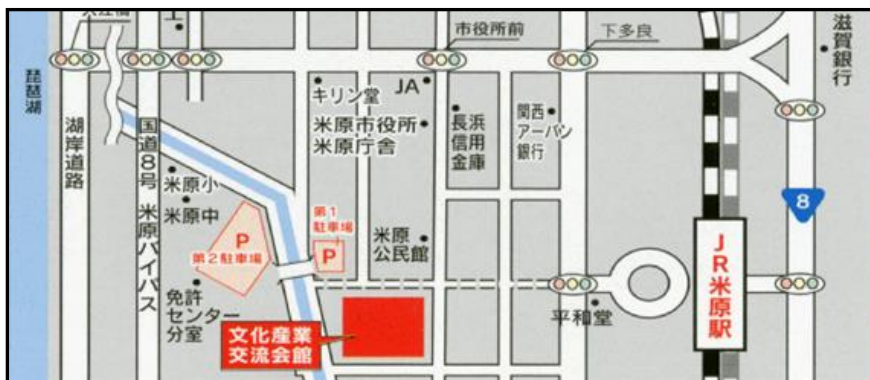 市役所前
下多良
滋賀銀行
琵琶湖
キリン堂
JA
湖岸道路
国道8号 米原バイパス
米原市役所
米原庁舎
長浜
信用
金庫
関西
アーバン
銀行
米原小
米原中
8
P
第2駐車場
第1
駐車場
P
米原
公民館
JR米原駅
免許
センター
分室
文化産業
交流会館
平和堂